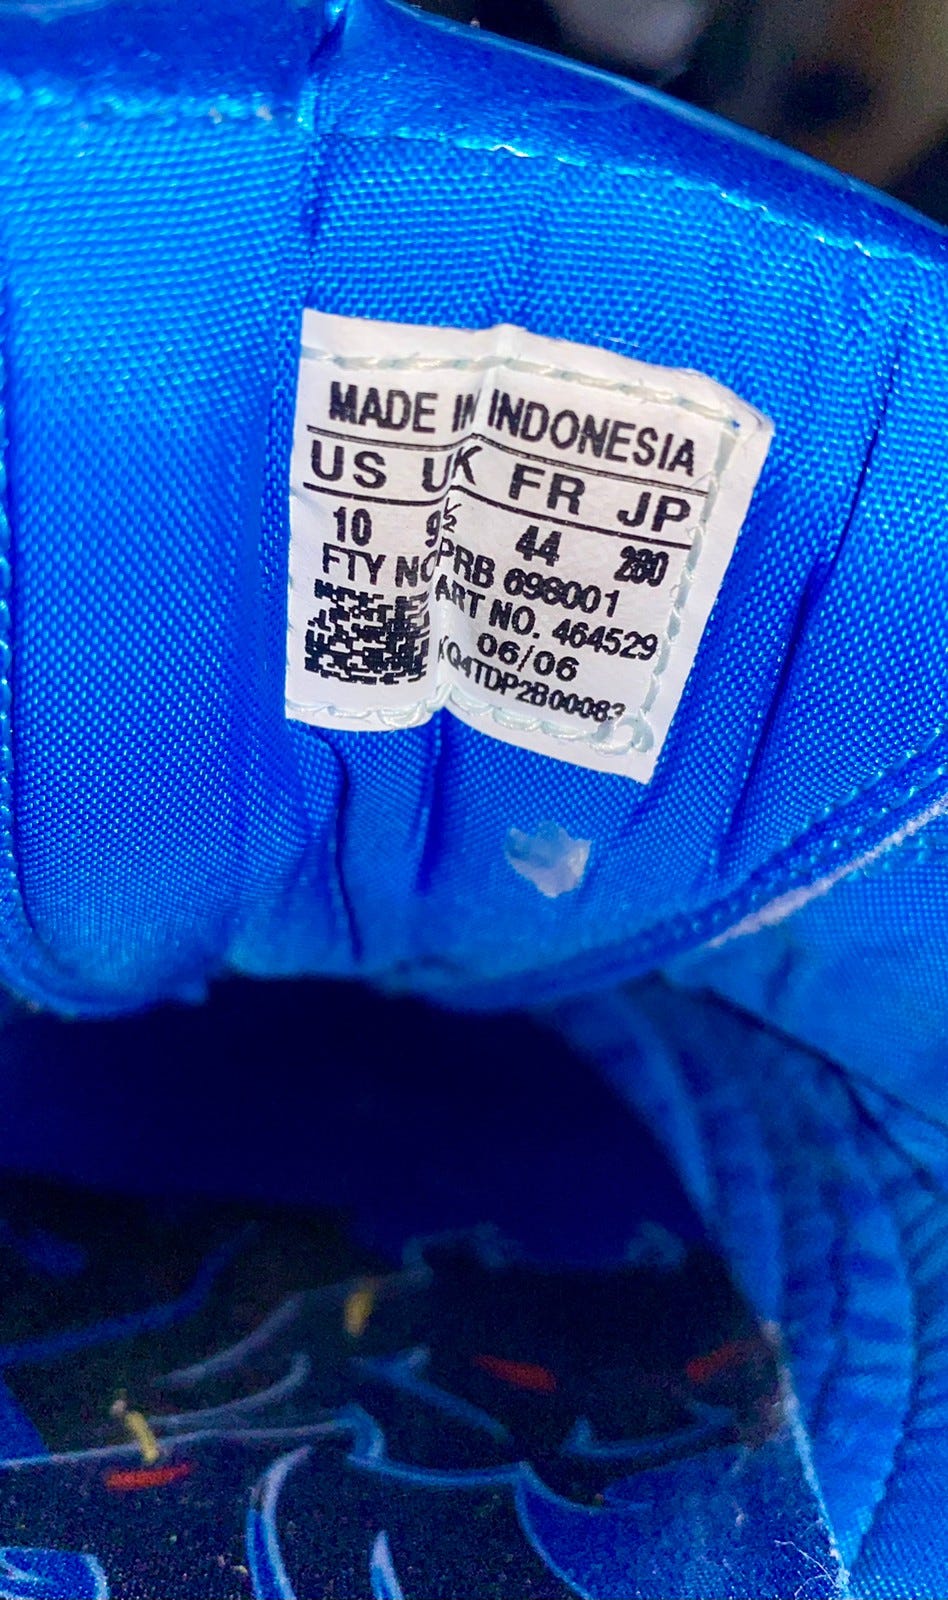 MADE IN INDONESIA
US UK FR JP
10 9½ 44 280
FTY NO PRB 698001
ART NO. 464529
06/06
KQ4TDP2B00083